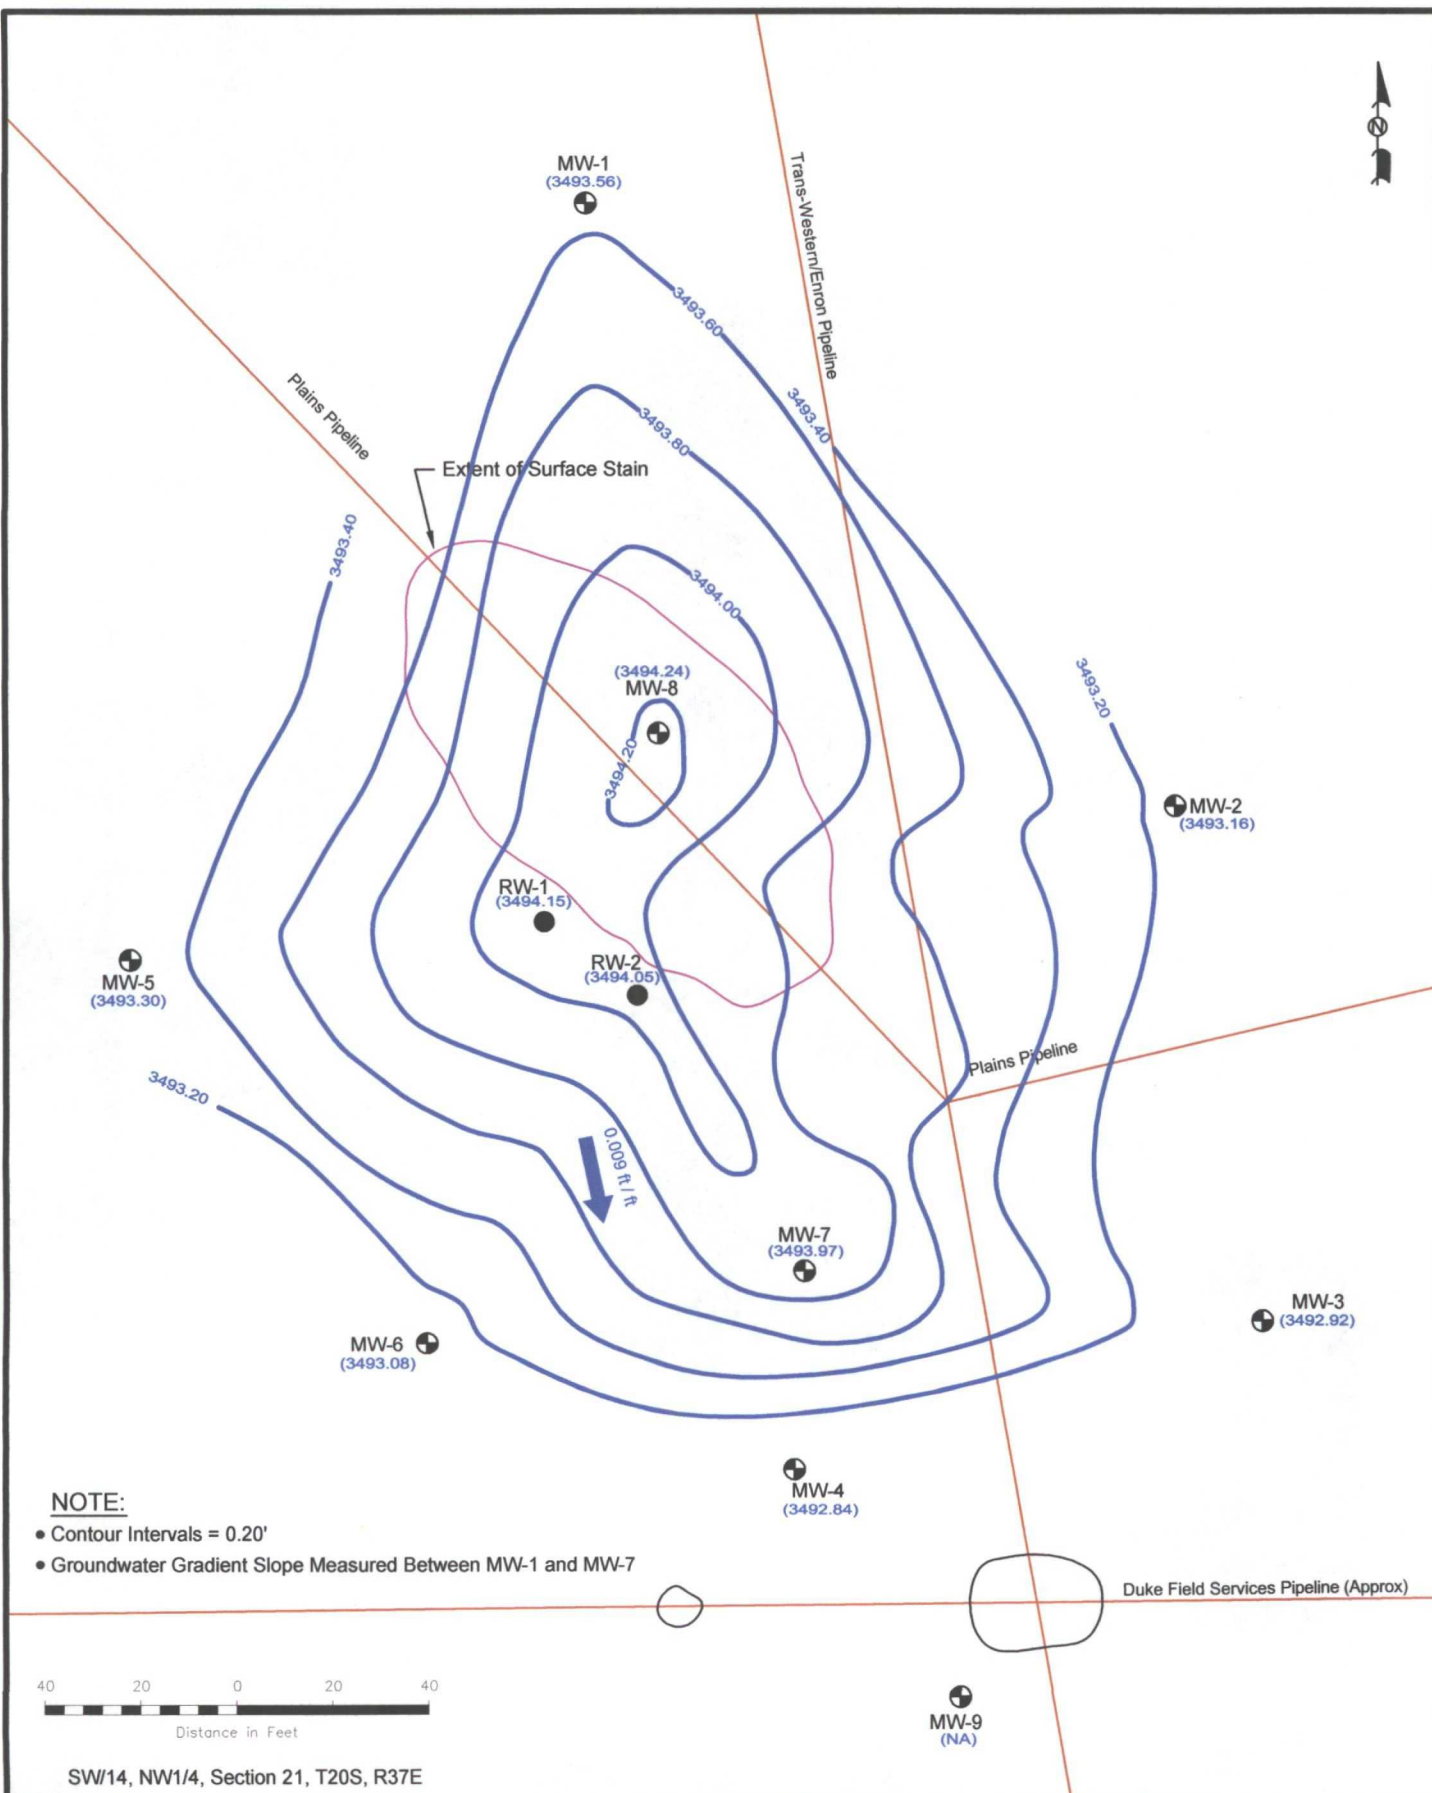 N
MW-1
(3493.56)
Trans-Western/Enron Pipeline
3493.60
3493.40
Plains Pipeline
3493.80
Extent of Surface Stain
3493.40
3494.00
(3494.24)
MW-8
3494.20
3493.20
MW-2
(3493.16)
RW-1
(3494.15)
RW-2
(3494.05)
MW-5
(3493.30)
Plains Pipeline
3493.20
0.009 ft / ft
MW-7
(3493.97)
MW-3
(3492.92)
MW-6
(3493.08)
MW-4
(3492.84)
NOTE:
• Contour Intervals = 0.20'
• Groundwater Gradient Slope Measured Between MW-1 and MW-7
Duke Field Services Pipeline (Approx)
40 20 0 20 40
Distance in Feet
MW-9
(NA)
SW/14, NW1/4, Section 21, T20S, R37E